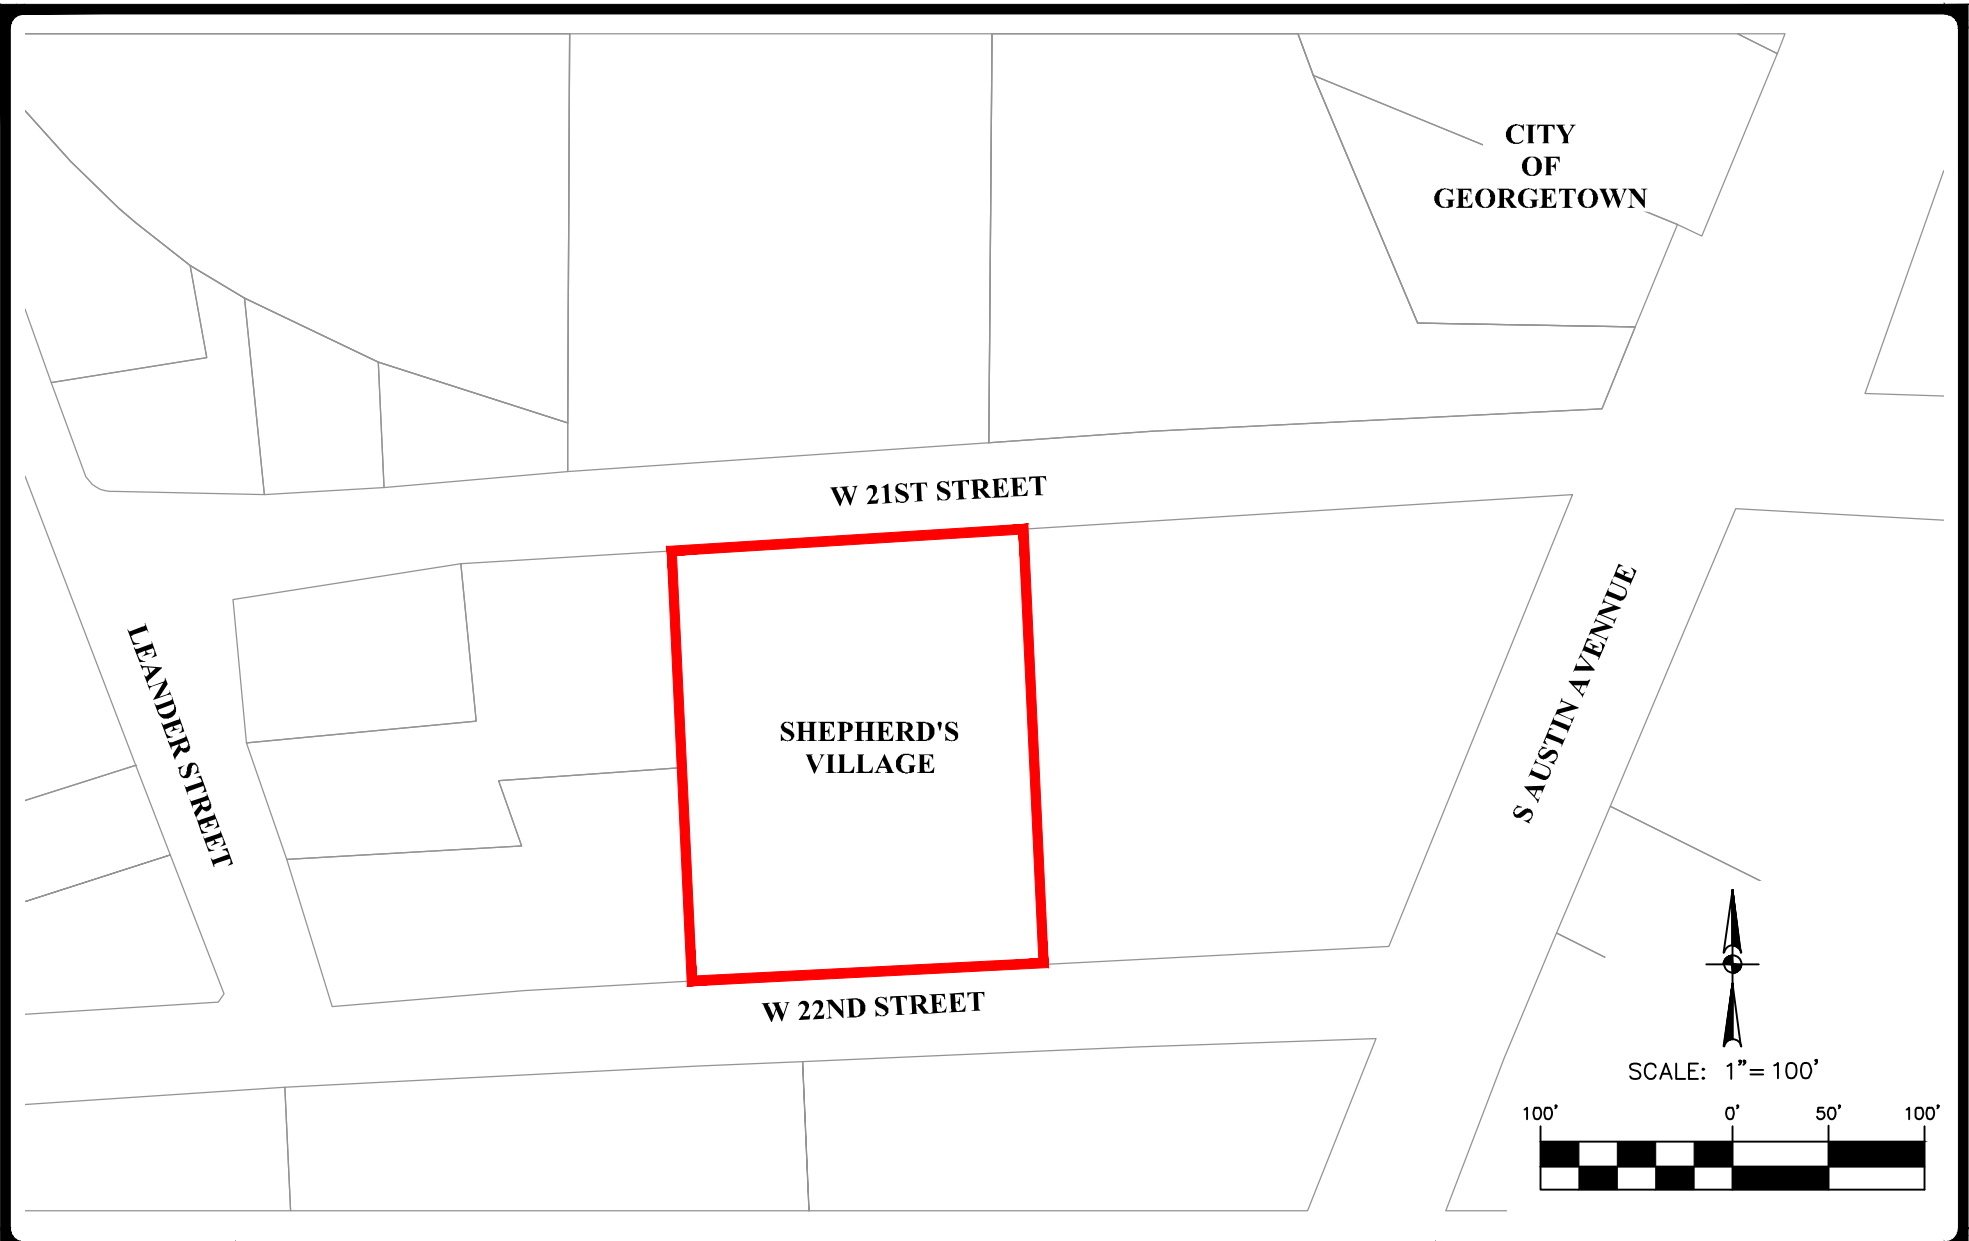 CITY
OF
GEORGETOWN
W 21ST STREET
LEANDER STREET
SHEPHERD'S
VILLAGE
S AUSTIN AVENNUE
W 22ND STREET
SCALE: 1"=100'
100' 0' 50' 100'